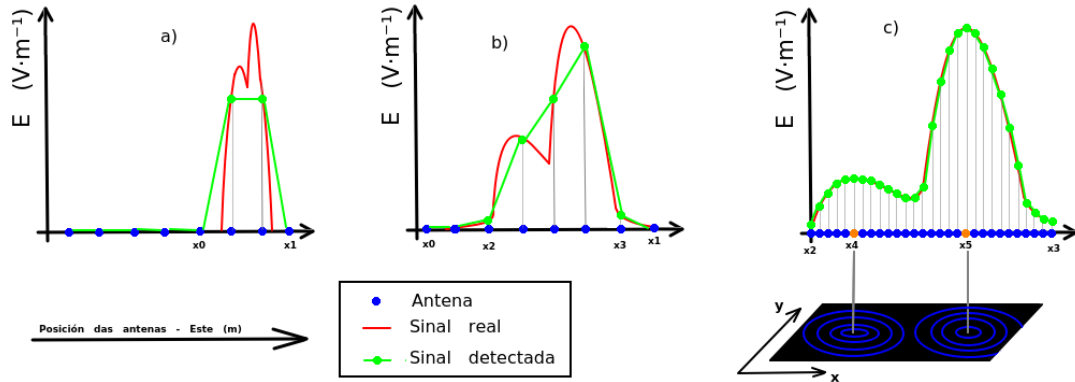 a)
E (V·m⁻¹)
x0 x1
b)
E (V·m⁻¹)
x0 x2 x3 x1
c)
E (V·m⁻¹)
x2 x4 x5 x3
Posición das antenas - Este (m)
Antena
Sinal real
Sinal detectada
y
x